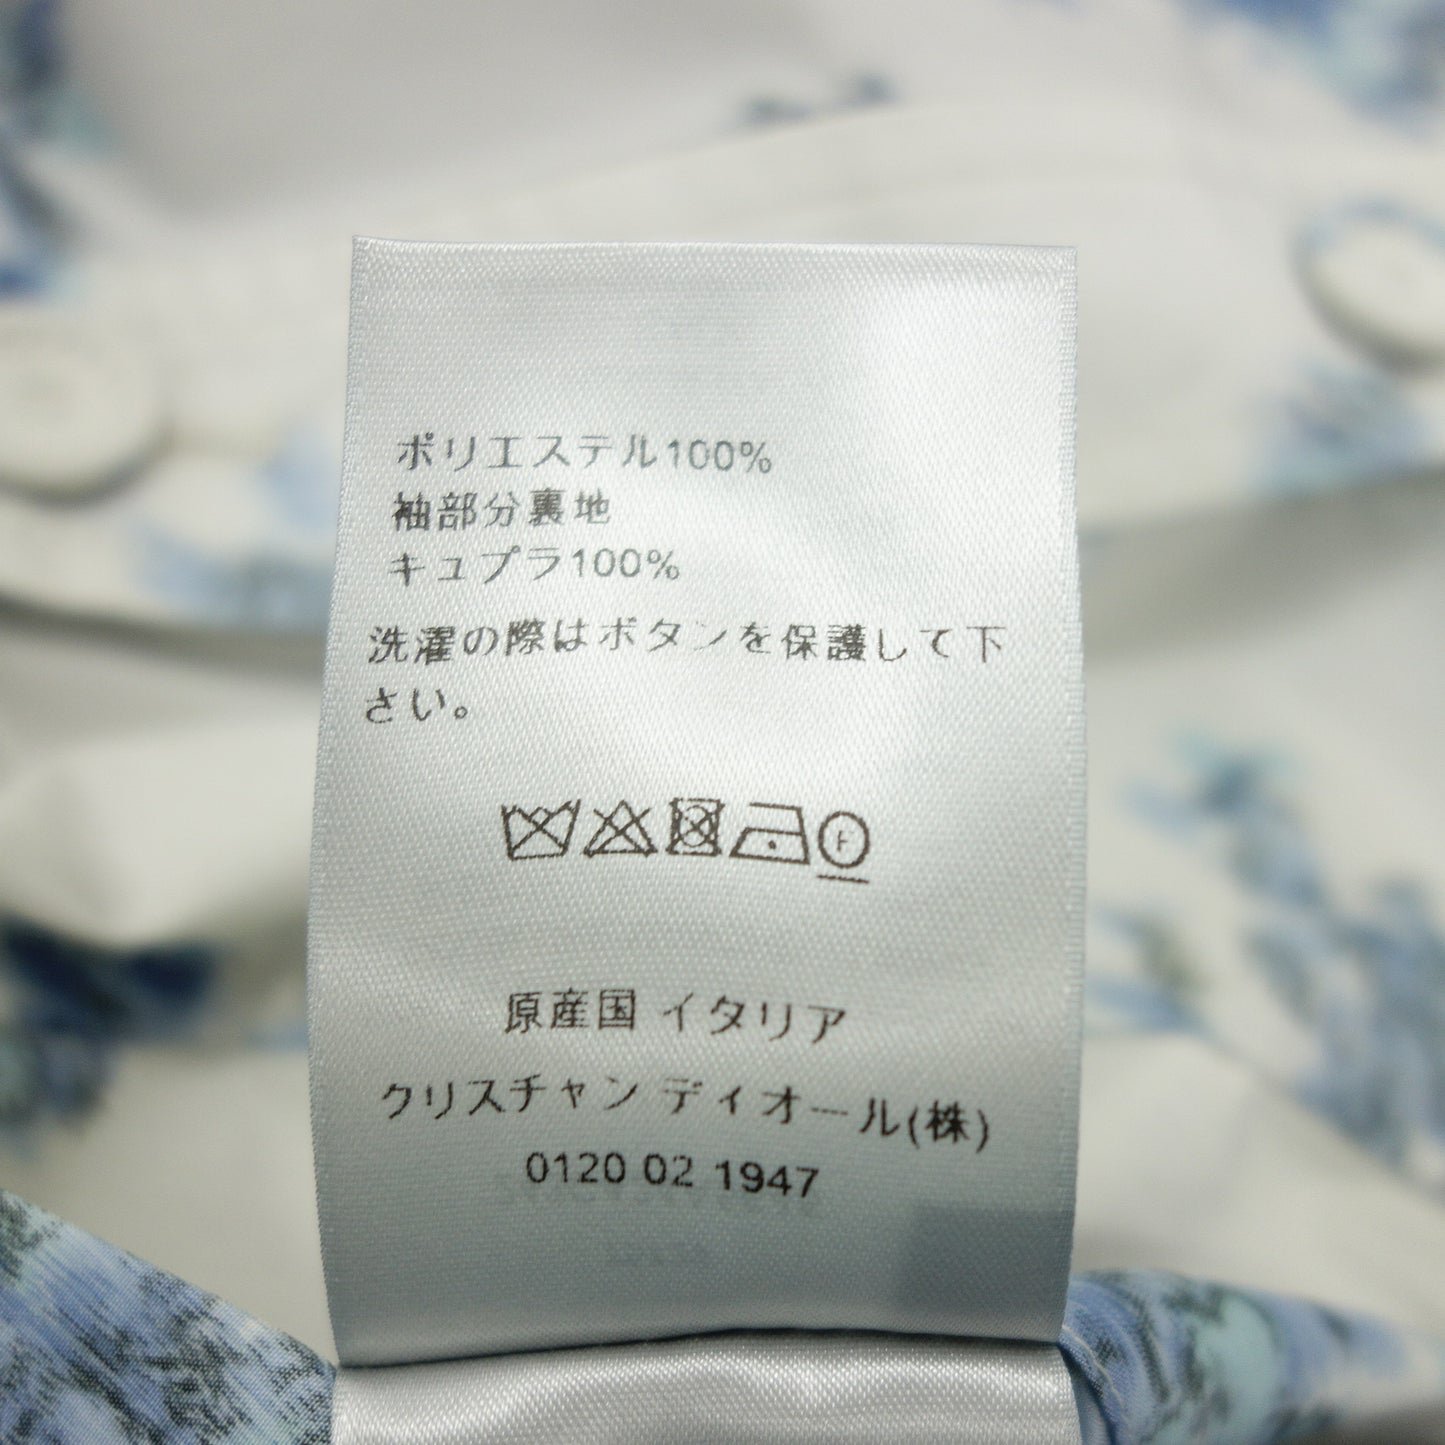 ポリエステル100%
袖部分裏地
キュプラ100%
洗濯の際はボタンを保護して下
さい。
F
原産国 イタリア
クリスチャン ディオール(株)
0120 02 1947